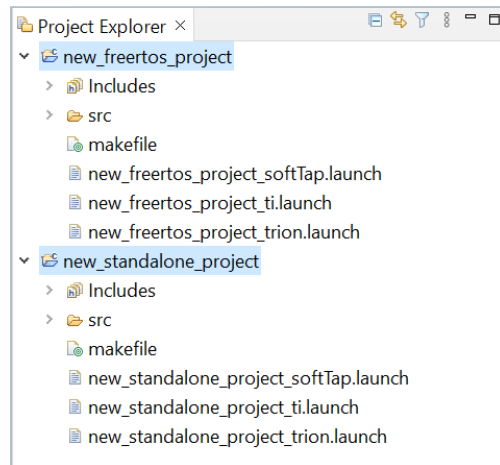 Project Explorer
new_freertos_project
Includes
src
makefile
new_freertos_project_softTap.launch
new_freertos_project_ti.launch
new_freertos_project_trion.launch
new_standalone_project
Includes
src
makefile
new_standalone_project_softTap.launch
new_standalone_project_ti.launch
new_standalone_project_trion.launch